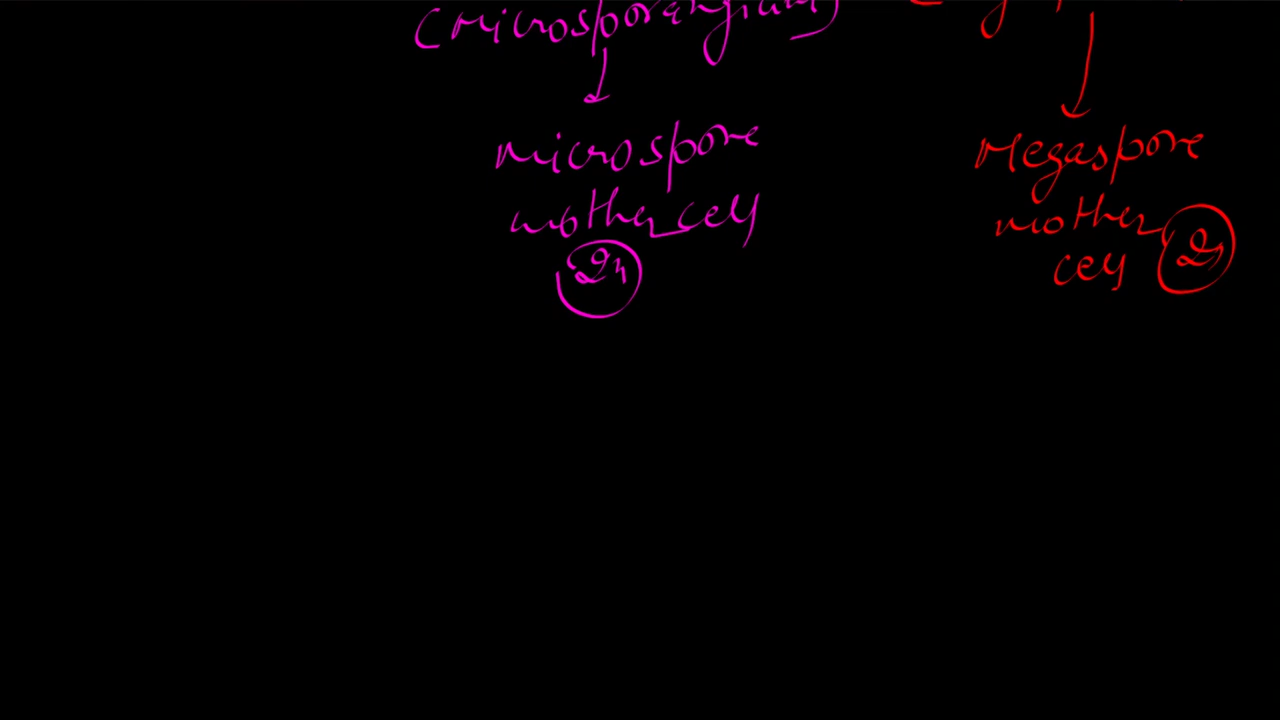 (Microsporangium)
Microspore
mother cell
2n
Megaspore
mother
cell 2n